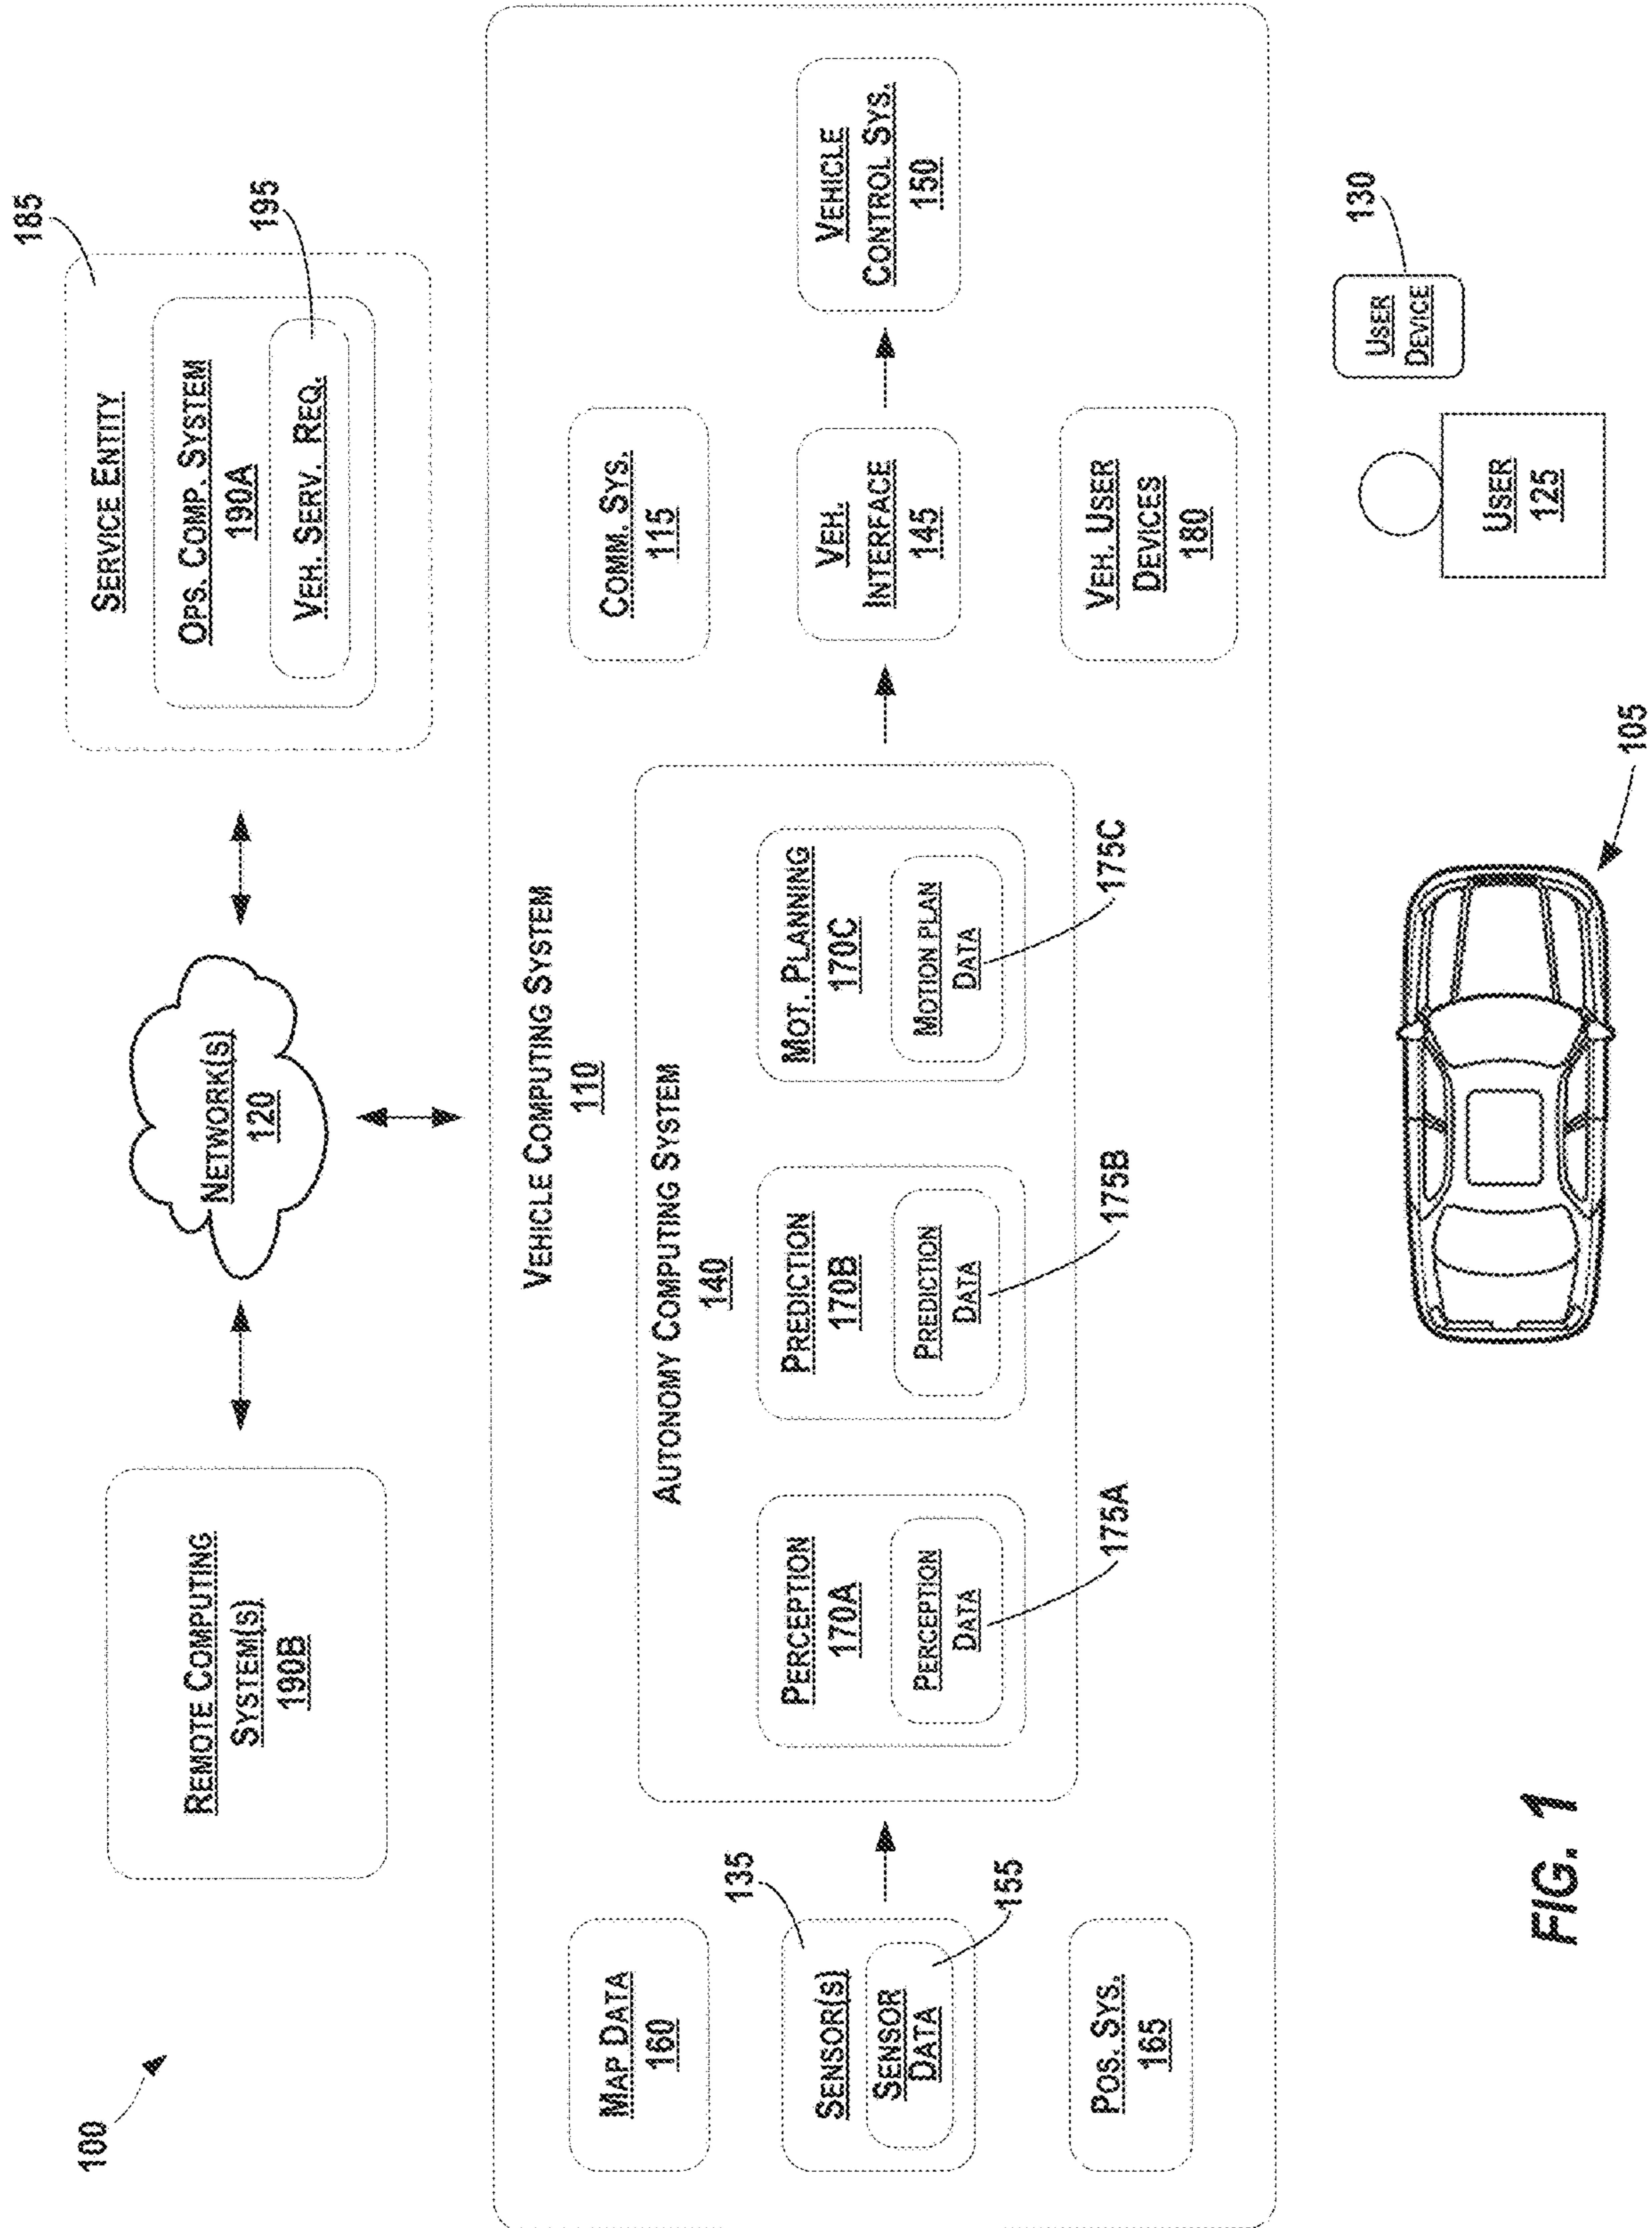 100
REMOTE COMPUTING
SYSTEM(S)
190B
NETWORK(S)
120
185
SERVICE ENTITY
OPS. COMP. SYSTEM
190A
VEH. SERV. REQ.
195
VEHICLE COMPUTING SYSTEM
110
MAP DATA
160
135
SENSOR(S)
SENSOR
DATA
155
POS. SYS.
165
AUTONOMY COMPUTING SYSTEM
140
PERCEPTION
170A
PERCEPTION
DATA
175A
PREDICTION
170B
PREDICTION
DATA
175B
MOT. PLANNING
170C
MOTION PLAN
DATA
175C
COMM. SYS.
115
VEH.
INTERFACE
145
VEH. USER
DEVICES
180
VEHICLE
CONTROL SYS.
150
105
USER
125
USER
DEVICE
130
FIG. 1